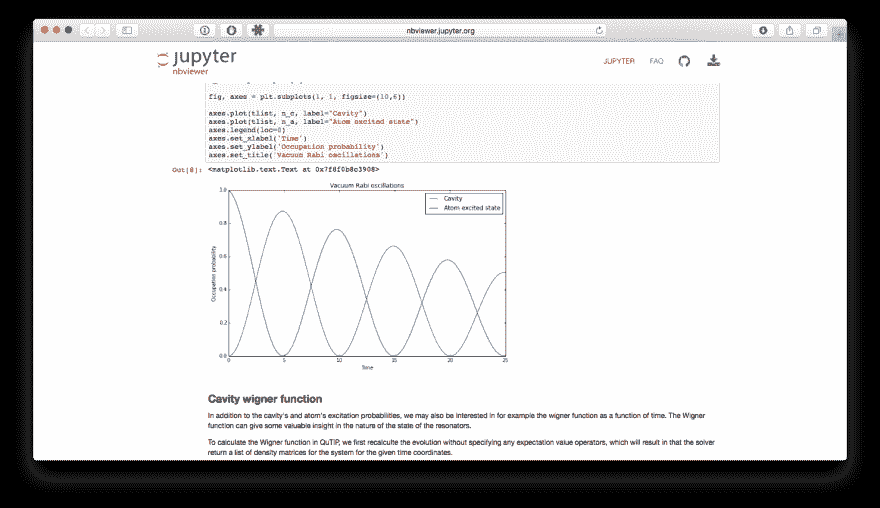 nbviewer.jupyter.org
jupyter
nbviewer
JUPYTER FAQ
fig, axes = plt.subplots(1, 1, figsize=(10,6))
axes.plot(tlist, n_c, label="Cavity")
axes.plot(tlist, n_a, label="Atom excited state")
axes.legend(loc=0)
axes.set_xlabel('Time')
axes.set_ylabel('Occupation probability')
axes.set_title('Vacuum Rabi oscillations')
Out[8]: <matplotlib.text.Text at 0x7f8f0b8c3908>
Vacuum Rabi oscillations
1.0
Cavity
Atom excited state
0.8
0.6
Occupation probability
0.4
0.2
0.0
0 5 10 15 20 25
Time
Cavity wigner function
In addition to the cavity's and atom's excitation probabilities, we may also be interested in for example the wigner function as a function of time. The Wigner
function can give some valuable insight in the nature of the state of the resonators.
To calculate the Wigner function in QuTiP, we first recalculte the evolution without specifying any expectation value operators, which will result in that the solver
return a list of density matrices for the system for the given time coordinates.